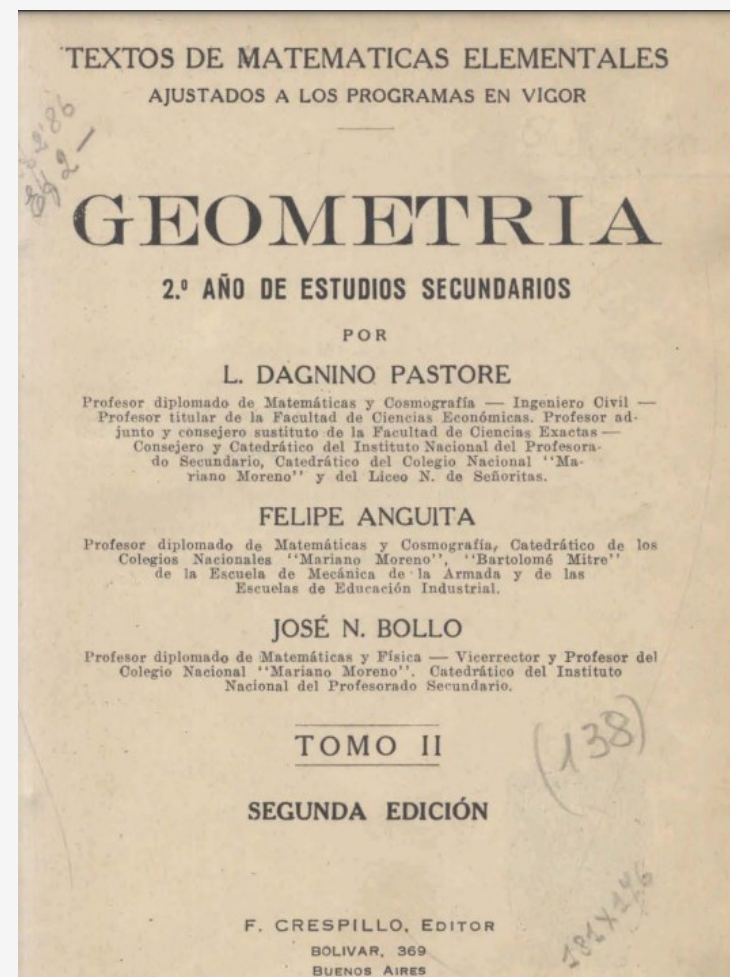 TEXTOS DE MATEMATICAS ELEMENTALES
AJUSTADOS A LOS PROGRAMAS EN VIGOR
GEOMETRIA
2.º AÑO DE ESTUDIOS SECUNDARIOS
POR
L. DAGNINO PASTORE
Profesor diplomado de Matemáticas y Cosmografía — Ingeniero Civil —
Profesor titular de la Facultad de Ciencias Económicas. Profesor ad-
junto y consejero sustituto de la Facultad de Ciencias Exactas —
Consejero y Catedrático del Instituto Nacional del Profesora-
do Secundario, Catedrático del Colegio Nacional ''Ma-
riano Moreno'' y del Liceo N. de Señoritas.
FELIPE ANGUITA
Profesor diplomado de Matemáticas y Cosmografía, Catedrático de los
Colegios Nacionales ''Mariano Moreno'', ''Bartolomé Mitre''
de la Escuela de Mecánica de la Armada y de las
Escuelas de Educación Industrial.
JOSÉ N. BOLLO
Profesor diplomado de Matemáticas y Física — Vicerrector y Profesor del
Colegio Nacional ''Mariano Moreno''. Catedrático del Instituto
Nacional del Profesorado Secundario.
TOMO II
(138)
SEGUNDA EDICIÓN
F. CRESPILLO, EDITOR
BOLIVAR, 369
BUENOS AIRES